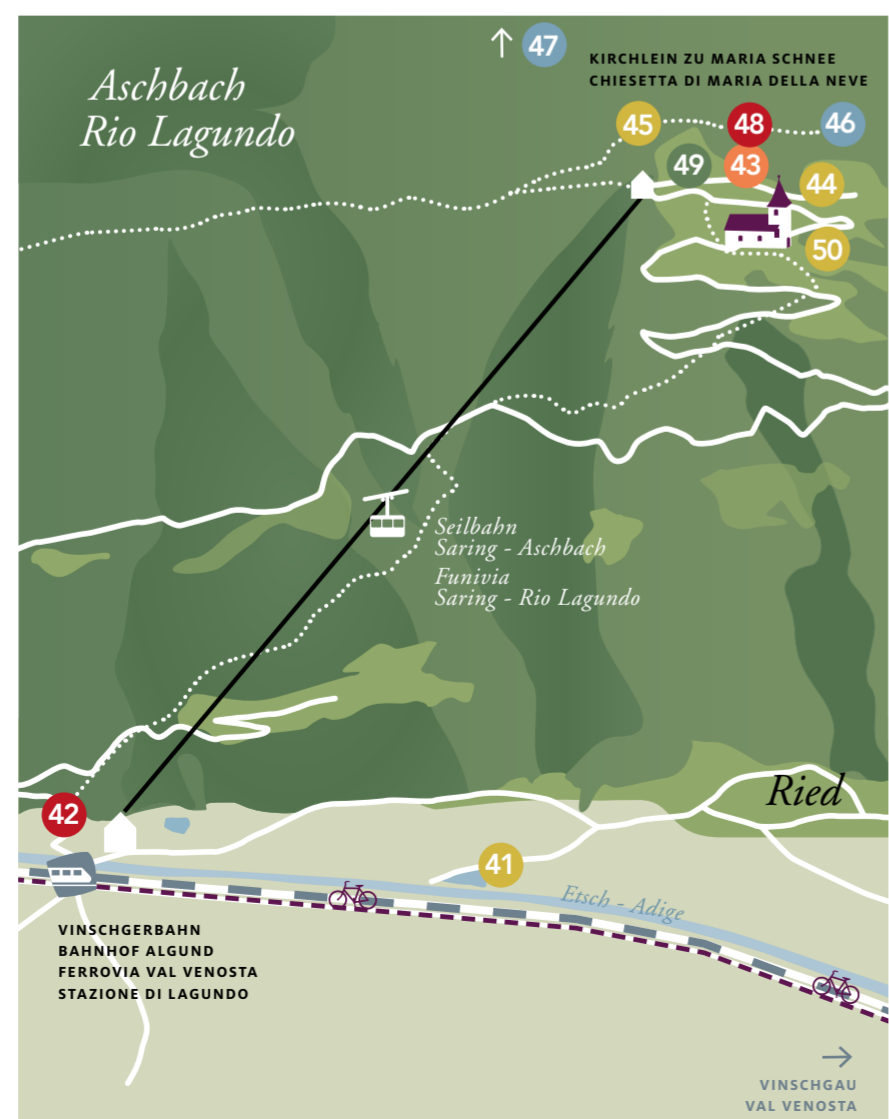 47
KIRCHLEIN ZU MARIA SCHNEE
CHIESETTA DI MARIA DELLA NEVE
Aschbach
Rio Lagundo
45
48
46
49
43
44
50
Seilbahn
Saring - Aschbach
Funivia
Saring - Rio Lagundo
Ried
42
41
Etsch - Adige
VINSCHGERBAHN
BAHNHOF ALGUND
FERROVIA VAL VENOSTA
STAZIONE DI LAGUNDO
VINSCHGAU
VAL VENOSTA